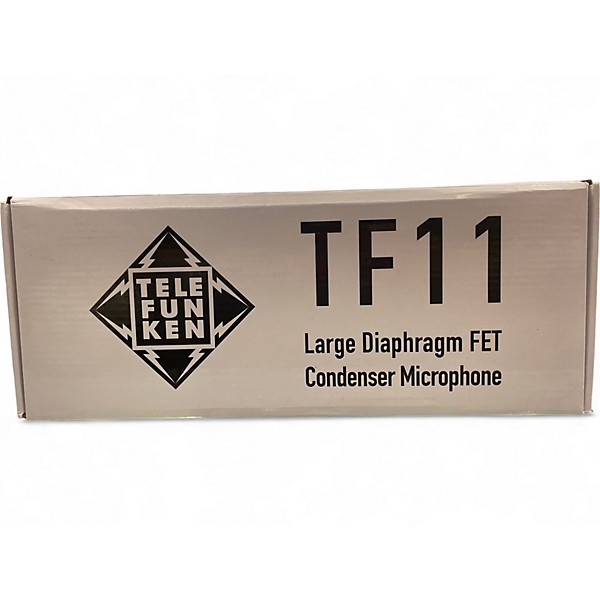 TELE
FUN
KEN
TF11
Large Diaphragm FET
Condenser Microphone